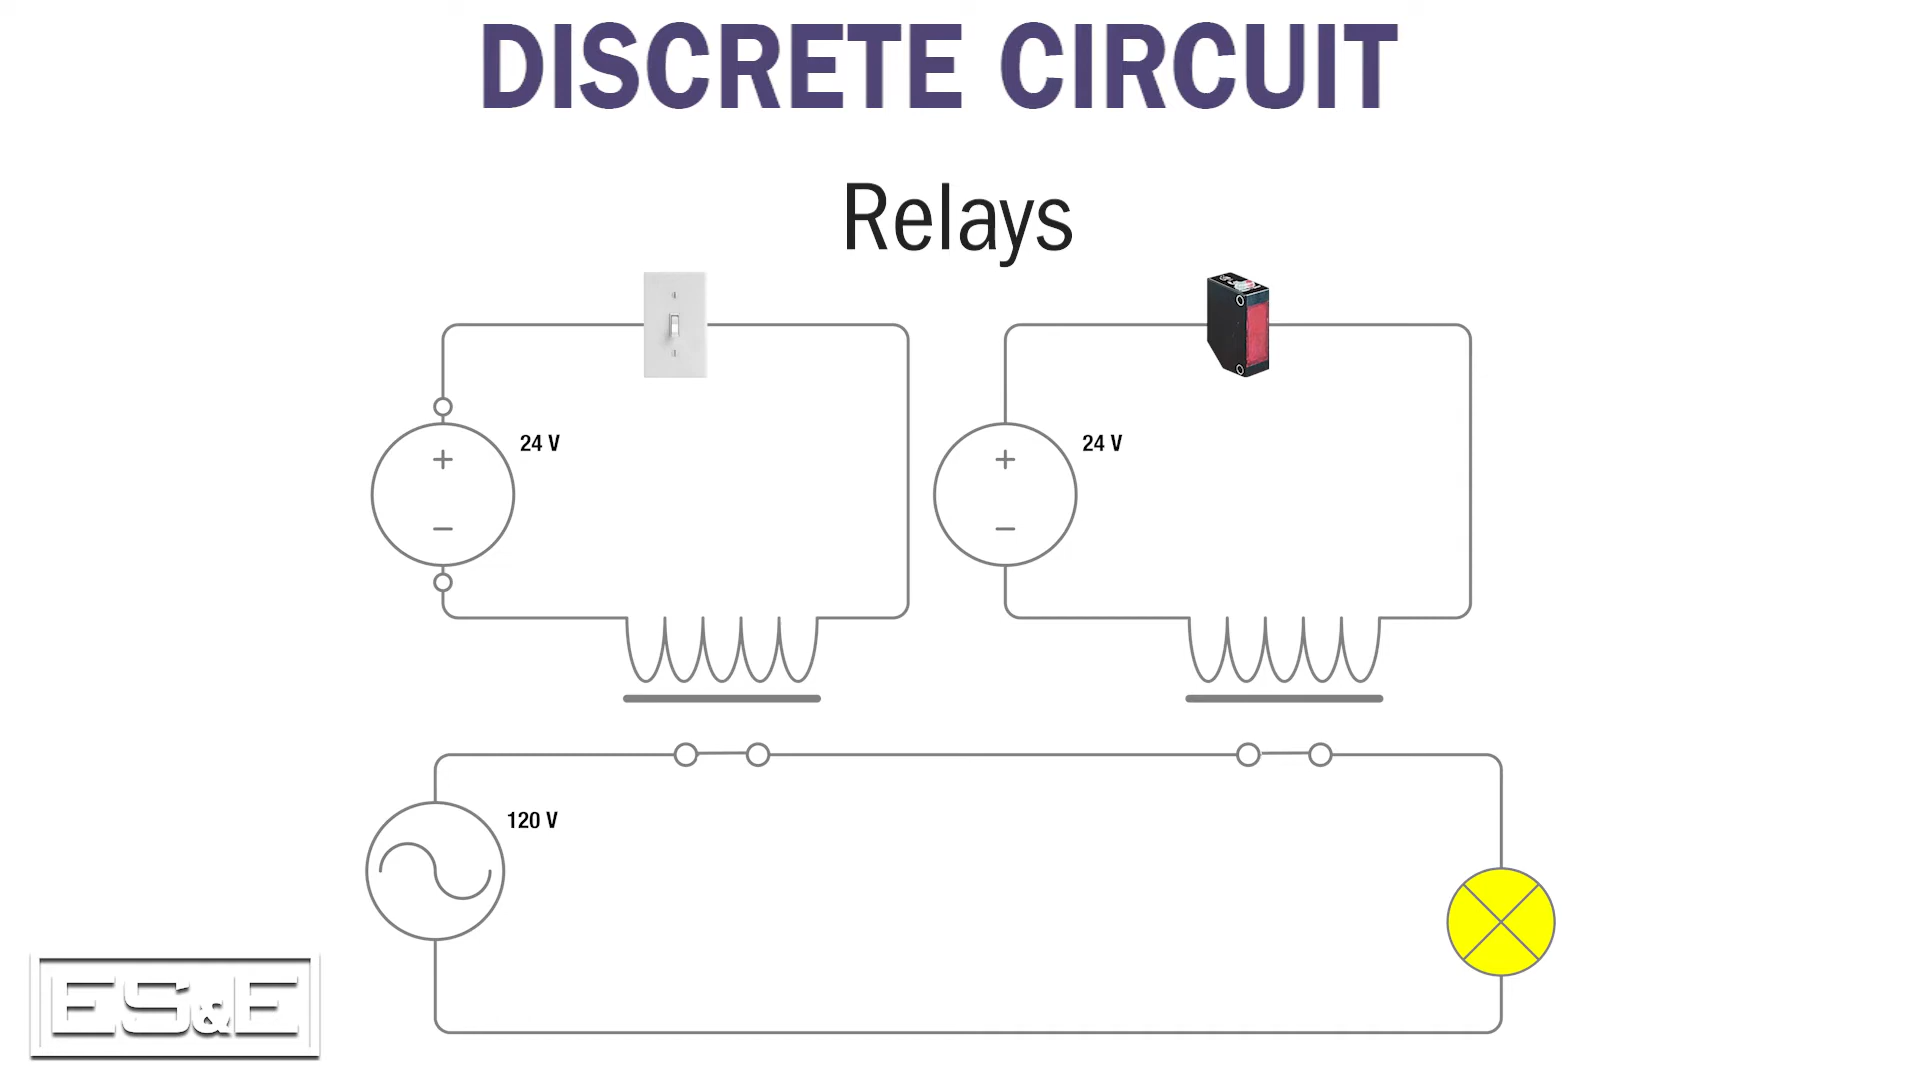 DISCRETE CIRCUIT
Relays
24 V
24 V
120 V
ES&E